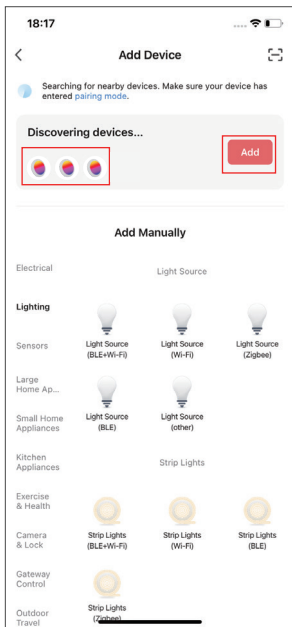 18:17
Add Device
Searching for nearby devices. Make sure your device has
entered pairing mode.
Discovering devices...
Add
Add Manually
Electrical
Light Source
Lighting
Light Source
(BLE+Wi-Fi)
Light Source
(Wi-Fi)
Light Source
(Zigbee)
Sensors
Large
Home Ap...
Light Source
(BLE)
Light Source
(other)
Small Home
Appliances
Kitchen
Appliances
Strip Lights
Exercise
& Health
Strip Lights
(BLE+Wi-Fi)
Strip Lights
(Wi-Fi)
Strip Lights
(BLE)
Camera
& Lock
Gateway
Control
Strip Lights
(Zigbee)
Outdoor
Travel